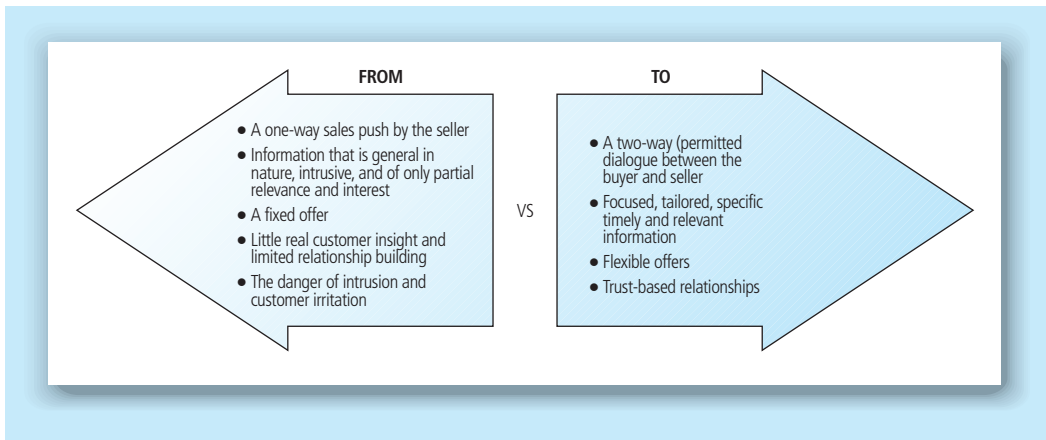 FROM
● A one-way sales push by the seller
● Information that is general in
nature, intrusive, and of only partial
relevance and interest
● A fixed offer
● Little real customer insight and
limited relationship building
● The danger of intrusion and
customer irritation
VS
TO
● A two-way (permitted
dialogue between the
buyer and seller
● Focused, tailored, specific
timely and relevant
information
● Flexible offers
● Trust-based relationships